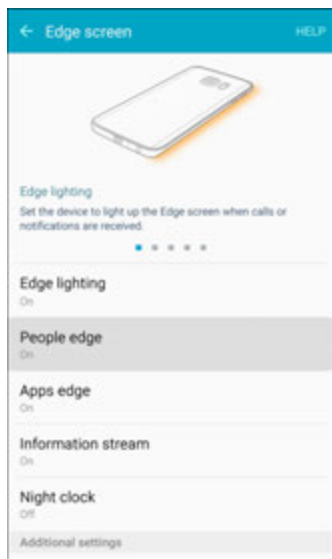 Edge screen HELP
Edge lighting
Set the device to light up the Edge screen when calls or
notifications are received.
Edge lighting
On
People edge
On
Apps edge
On
Information stream
On
Night clock
Off
Additional settings